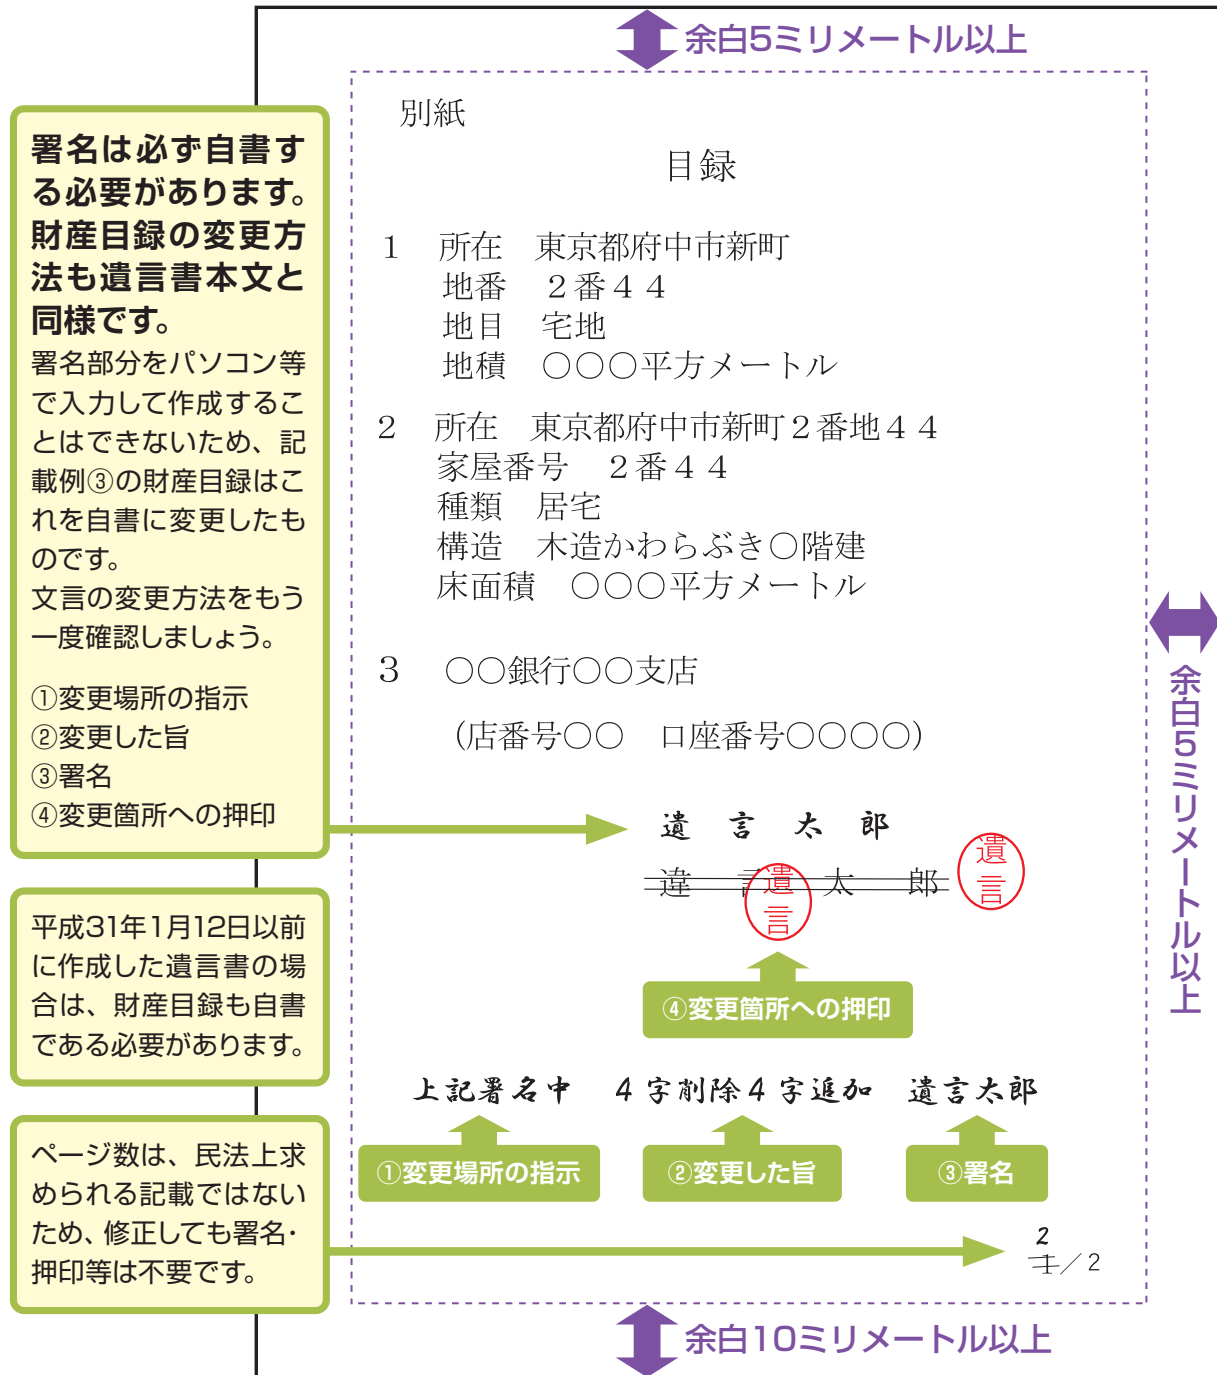 余白5ミリメートル以上
署名は必ず自書す
る必要があります。
財産目録の変更方
法も遺言書本文と
同様です。
署名部分をパソコン等
で入力して作成するこ
とはできないため、記
載例③の財産目録はこ
れを自書に変更したも
のです。
文言の変更方法をもう
一度確認しましょう。
①変更場所の指示
②変更した旨
③署名
④変更箇所への押印
平成31年1月12日以前
に作成した遺言書の場
合は、財産目録も自書
である必要があります。
ページ数は、民法上求
められる記載ではない
ため、修正しても署名・
押印等は不要です。
別紙
目録
1　所在　東京都府中市新町
地番　２番４４
地目　宅地
地積　○○○平方メートル
2　所在　東京都府中市新町２番地４４
家屋番号　２番４４
種類　居宅
構造　木造かわらぶき○階建
床面積　○○○平方メートル
3　○○銀行○○支店
（店番号○○　口座番号○○○○）
遺　言　太　郎
違　言　太　郎
遺言
遺言
④変更箇所への押印
上記署名中　４字削除４字追加　遺言太郎
①変更場所の指示
②変更した旨
③署名
2
1／2
余白5ミリメートル以上
余白10ミリメートル以上